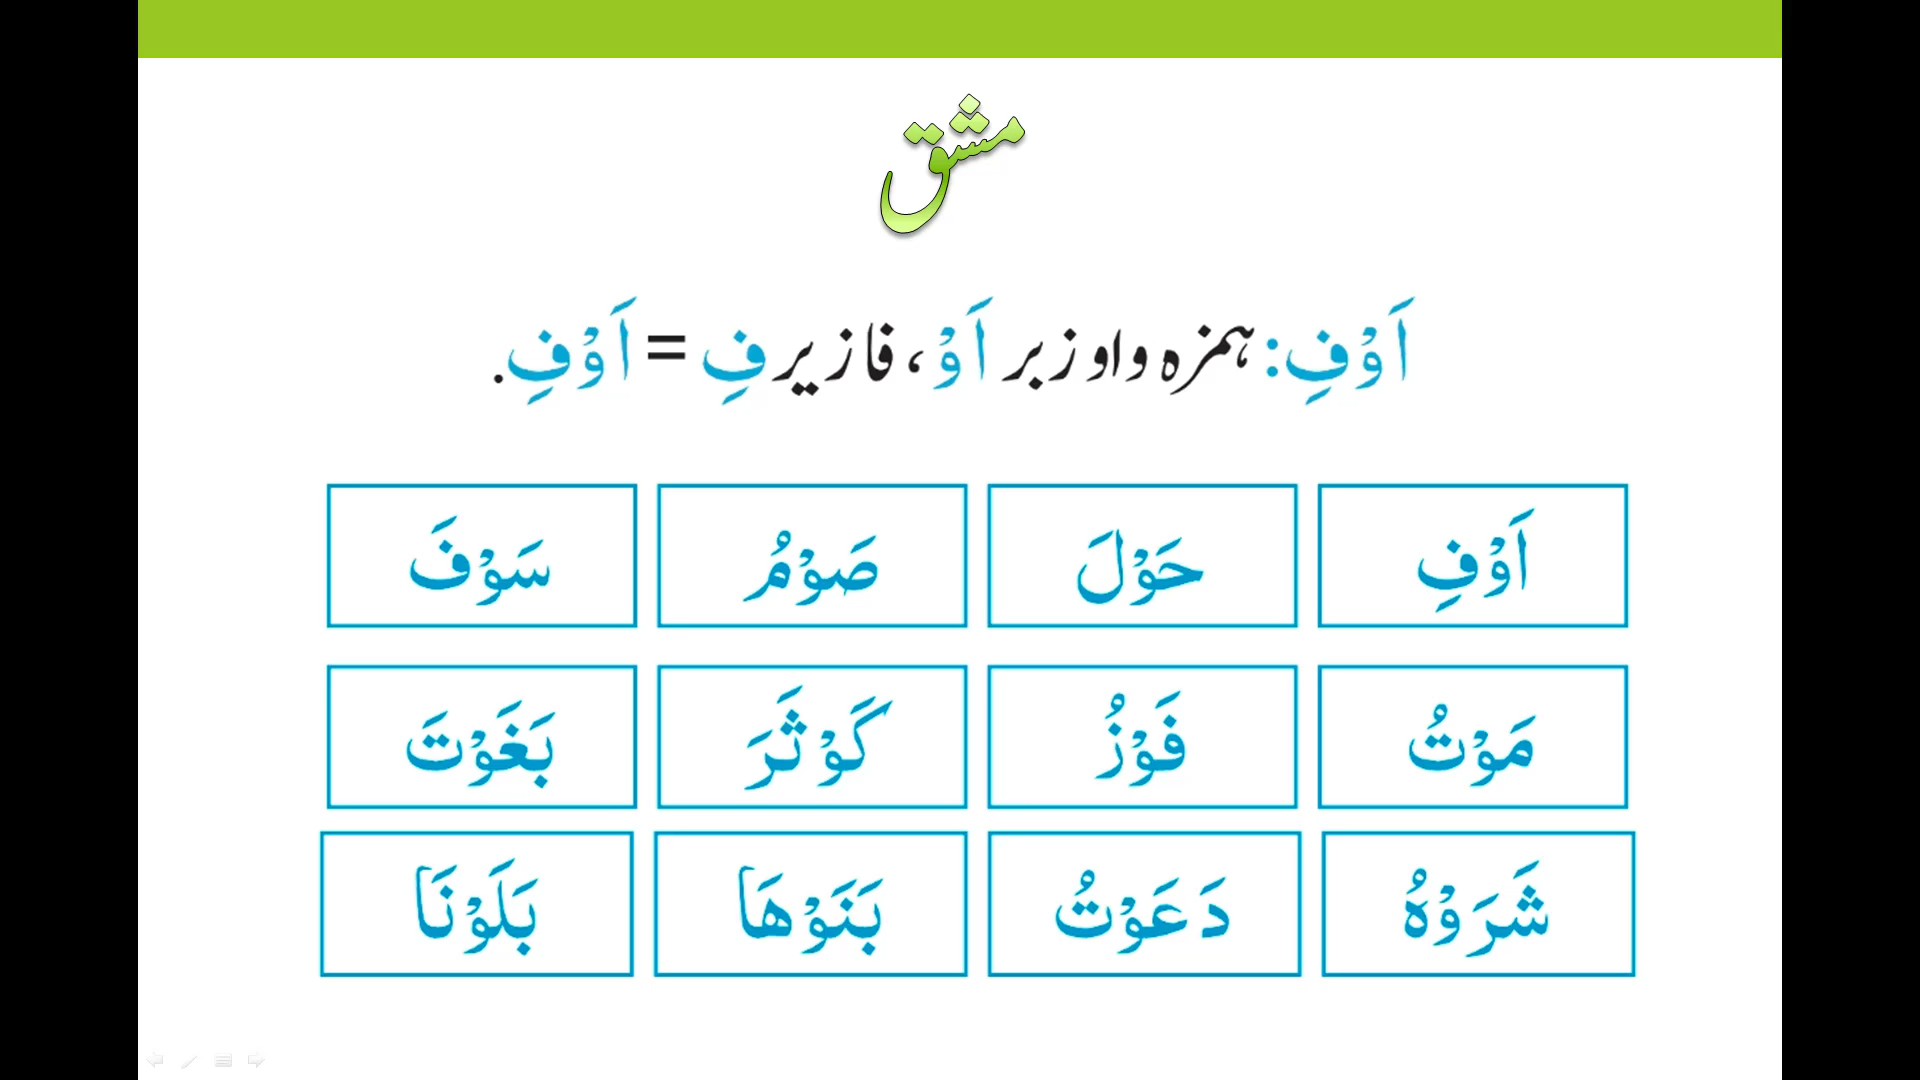 مشق
اَوْفِ: ہمزہ واو زبر اَوْ، فا زیر فِ = اَوْفِ.
اَوْفِ حَوْلَ صَوْمُ سَوْفَ
مَوْتُ فَوْزُ كَوْثَرَ بَغَوْتَ
شَرَوْهُ دَعَوْتُ بَنَوْهَا بَلَوْنَا